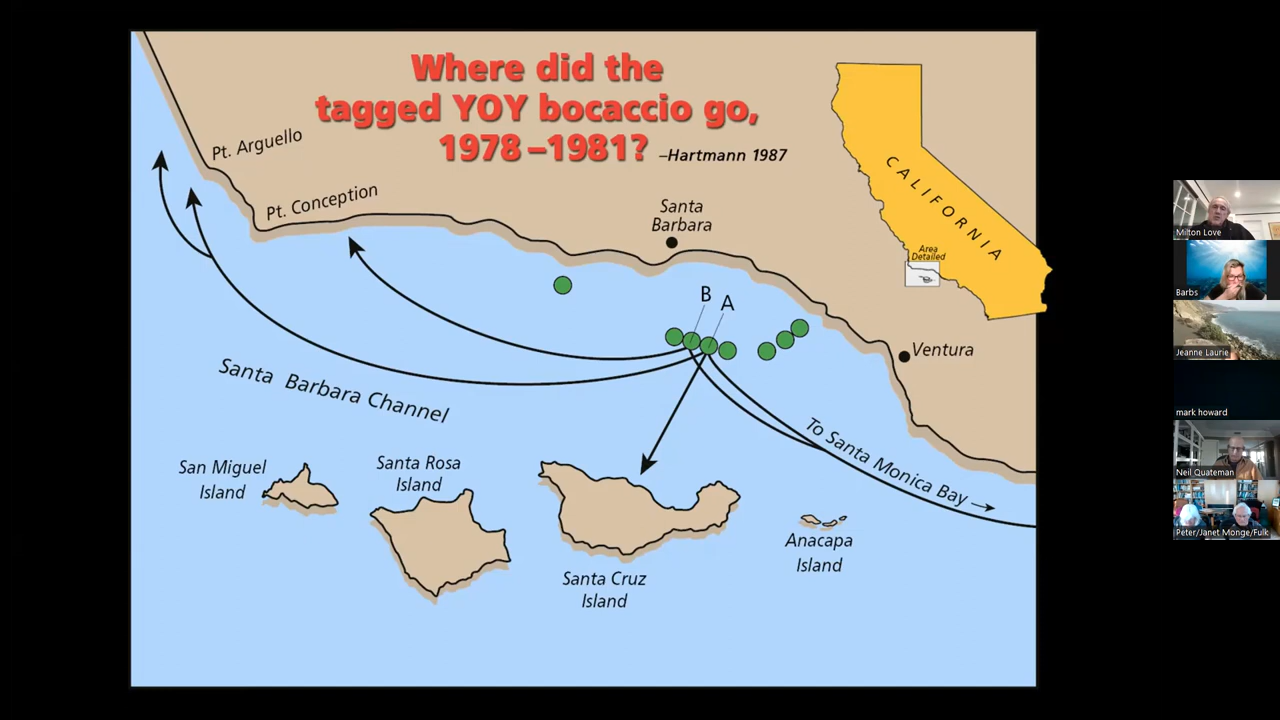 Where did the
tagged YOY bocaccio go,
1978–1981?
–Hartmann 1987
Pt. Arguello
Pt. Conception
Santa
Barbara
CALIFORNIA
Area
Detailed
B
A
Ventura
Santa Barbara Channel
To Santa Monica Bay
San Miguel
Island
Santa Rosa
Island
Santa Cruz
Island
Anacapa
Island
Milton Love
Barbs
Jeanne Laurie
mark howard
Neil Quateman
Peter/Janet Monge/Fulk